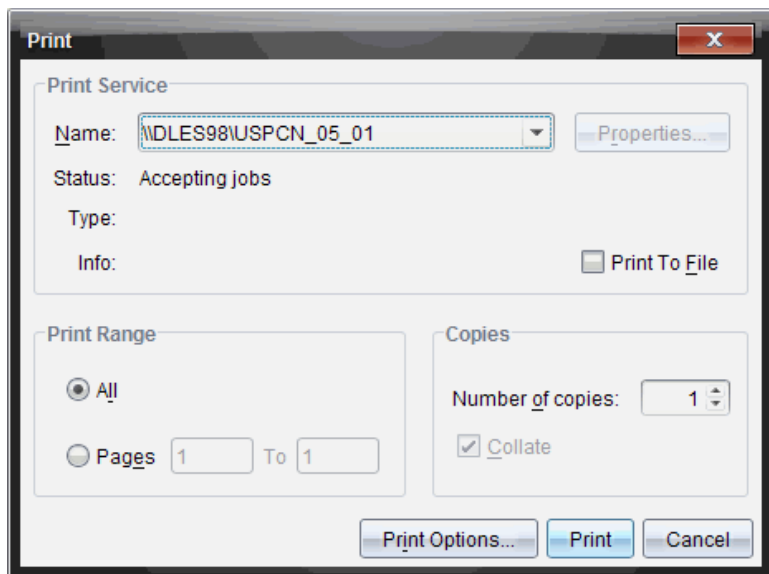 Print
X
Print Service
Name: \\DLES98\USPCN_05_01 Properties...
Status: Accepting jobs
Type:
Info: Print To File
Print Range
All
Pages 1 To 1
Copies
Number of copies: 1
Collate
Print Options... Print Cancel